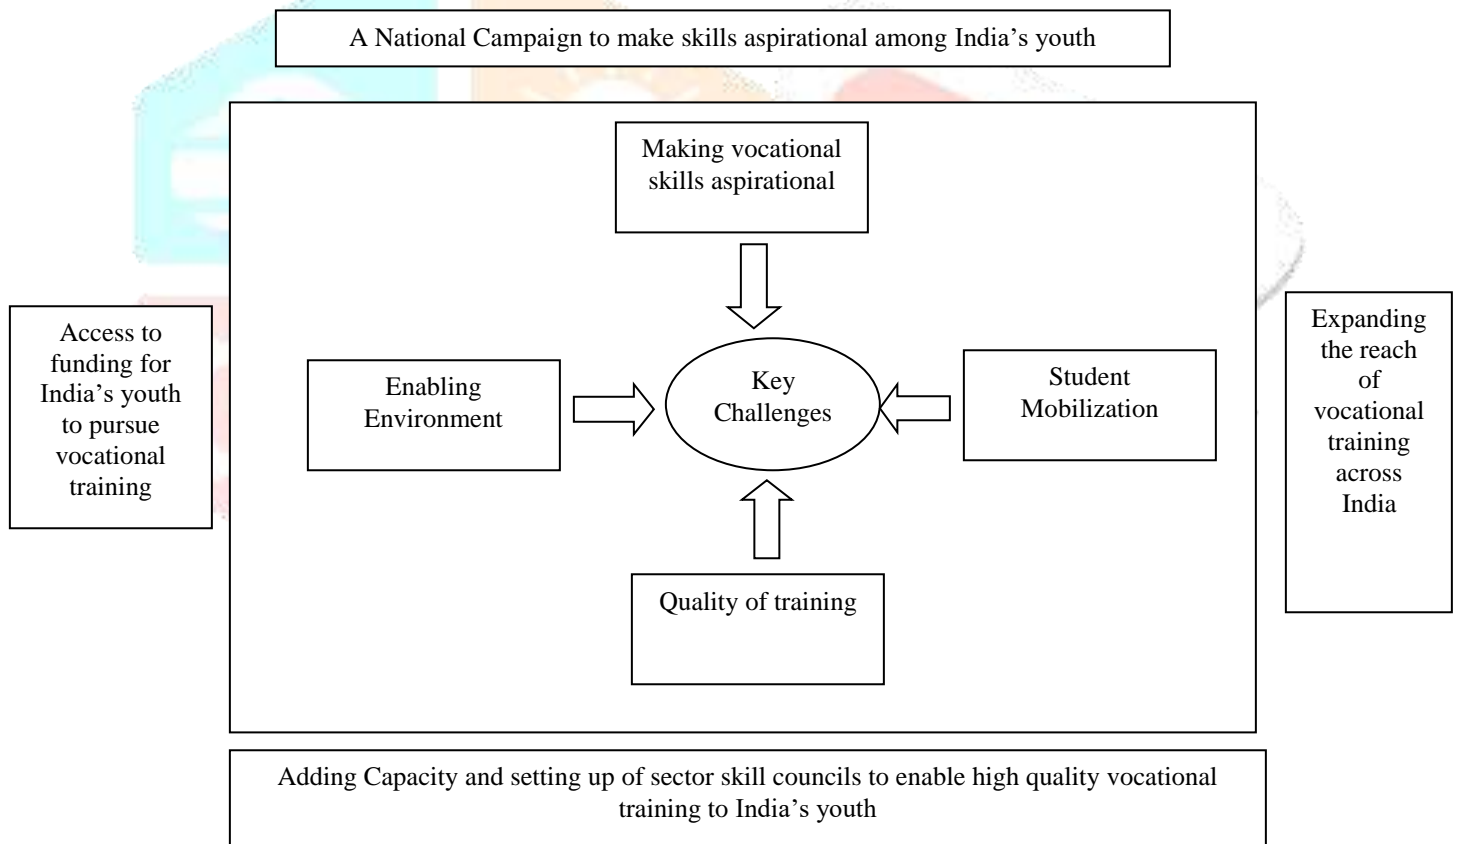 A National Campaign to make skills aspirational among India’s youth
Making vocational
skills aspirational
Access to
funding for
India’s youth
to pursue
vocational
training
Enabling
Environment
Key
Challenges
Student
Mobilization
Expanding
the reach
of
vocational
training
across
India
Quality of training
Adding Capacity and setting up of sector skill councils to enable high quality vocational
training to India’s youth